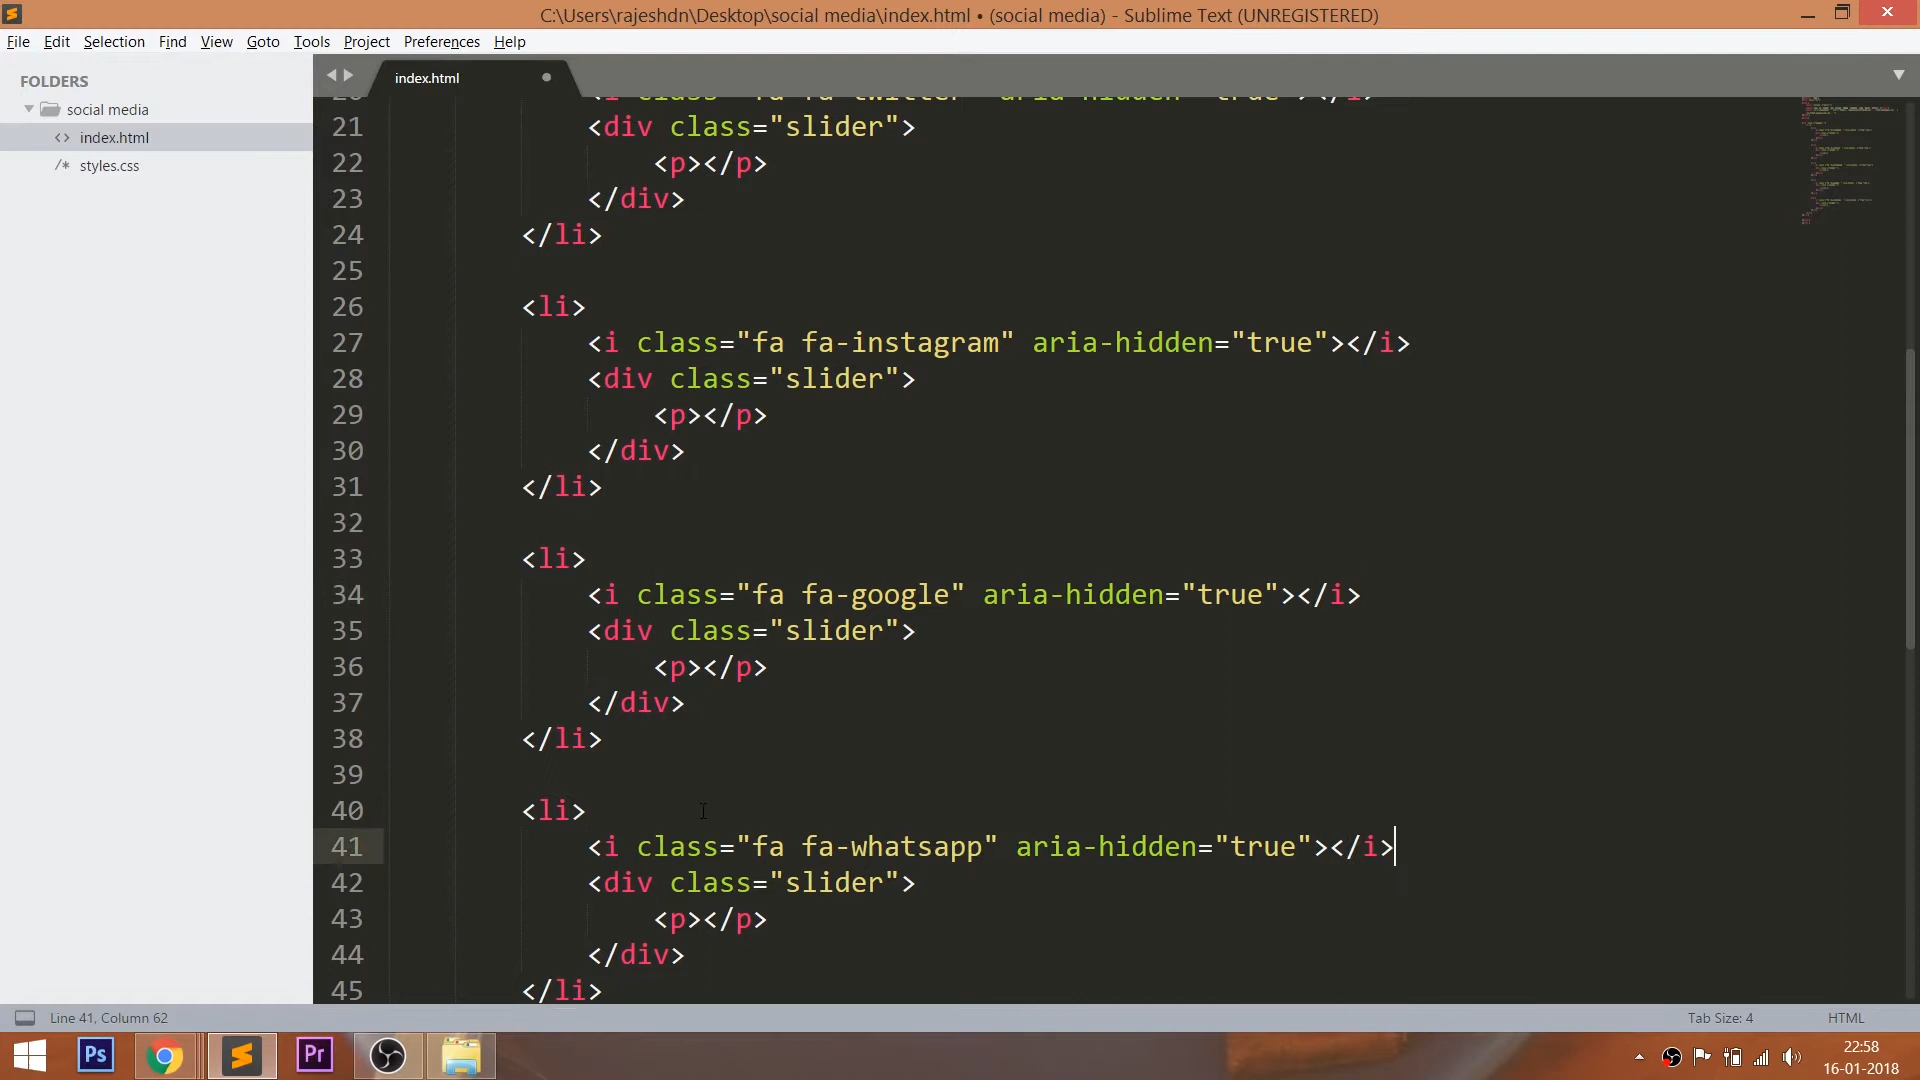 C:\Users\rajeshdn\Desktop\social media\index.html • (social media) - Sublime Text (UNREGISTERED)
File Edit Selection Find View Goto Tools Project Preferences Help
FOLDERS
social media
<> index.html
/* styles.css
index.html
21 <div class="slider">
22 <p></p>
23 </div>
24 </li>
25
26 <li>
27 <i class="fa fa-instagram" aria-hidden="true"></i>
28 <div class="slider">
29 <p></p>
30 </div>
31 </li>
32
33 <li>
34 <i class="fa fa-google" aria-hidden="true"></i>
35 <div class="slider">
36 <p></p>
37 </div>
38 </li>
39
40 <li>
41 <i class="fa fa-whatsapp" aria-hidden="true"></i>
42 <div class="slider">
43 <p></p>
44 </div>
45 </li>
Line 41, Column 62
Tab Size: 4
HTML
Ps
Pr
22:58
16-01-2018